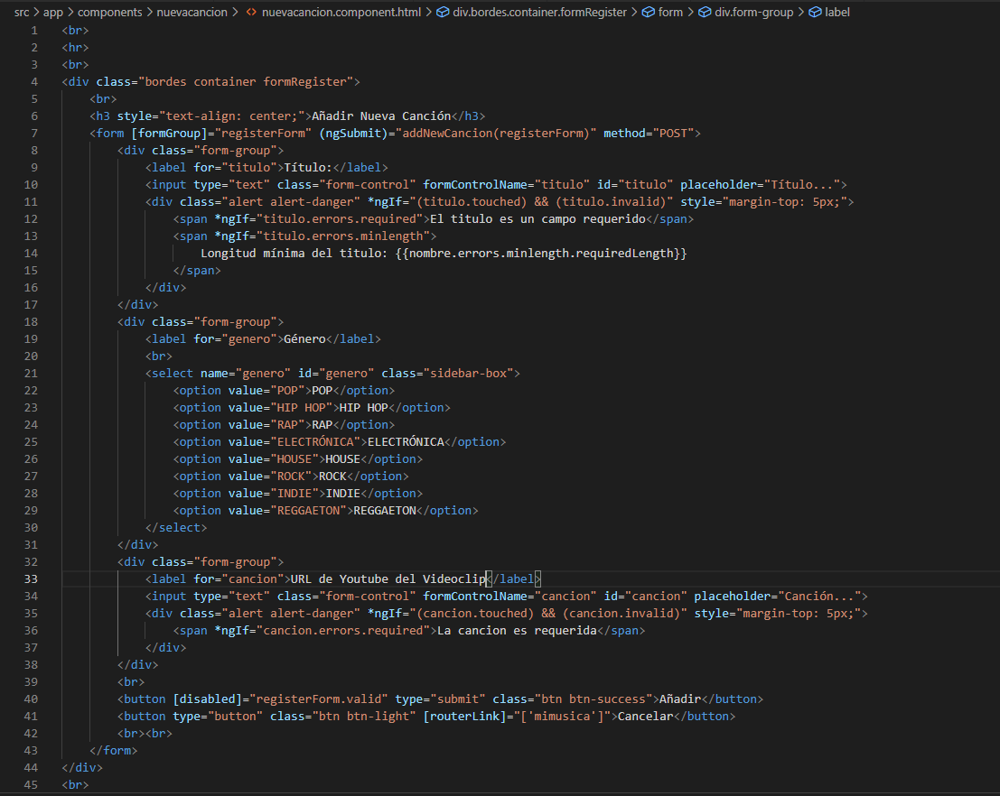 src > app > components > nuevacancion > <> nuevacancion.component.html > div.bordes.container.formRegister > form > div.form-group > label
1 <br>
2 <hr>
3 <br>
4 <div class="bordes container formRegister">
5 <br>
6 <h3 style="text-align: center;">Añadir Nueva Canción</h3>
7 <form [formGroup]="registerForm" (ngSubmit)="addNewCancion(registerForm)" method="POST">
8 <div class="form-group">
9 <label for="titulo">Título:</label>
10 <input type="text" class="form-control" formControlName="titulo" id="titulo" placeholder="Título...">
11 <div class="alert alert-danger" *ngIf="(titulo.touched) && (titulo.invalid)" style="margin-top: 5px;">
12 <span *ngIf="titulo.errors.required">El titulo es un campo requerido</span>
13 <span *ngIf="titulo.errors.minlength">
14 Longitud mínima del titulo: {{nombre.errors.minlength.requiredLength}}
15 </span>
16 </div>
17 </div>
18 <div class="form-group">
19 <label for="genero">Género</label>
20 <br>
21 <select name="genero" id="genero" class="sidebar-box">
22 <option value="POP">POP</option>
23 <option value="HIP HOP">HIP HOP</option>
24 <option value="RAP">RAP</option>
25 <option value="ELECTRÓNICA">ELECTRÓNICA</option>
26 <option value="HOUSE">HOUSE</option>
27 <option value="ROCK">ROCK</option>
28 <option value="INDIE">INDIE</option>
29 <option value="REGGAETON">REGGAETON</option>
30 </select>
31 </div>
32 <div class="form-group">
33 <label for="cancion">URL de Youtube del Videoclip</label>
34 <input type="text" class="form-control" formControlName="cancion" id="cancion" placeholder="Canción...">
35 <div class="alert alert-danger" *ngIf="(cancion.touched) && (cancion.invalid)" style="margin-top: 5px;">
36 <span *ngIf="cancion.errors.required">La cancion es requerida</span>
37 </div>
38 </div>
39 <br>
40 <button [disabled]="registerForm.valid" type="submit" class="btn btn-success">Añadir</button>
41 <button type="button" class="btn btn-light" [routerLink]="['mimusica']">Cancelar</button>
42 <br><br>
43 </form>
44 </div>
45 <br>